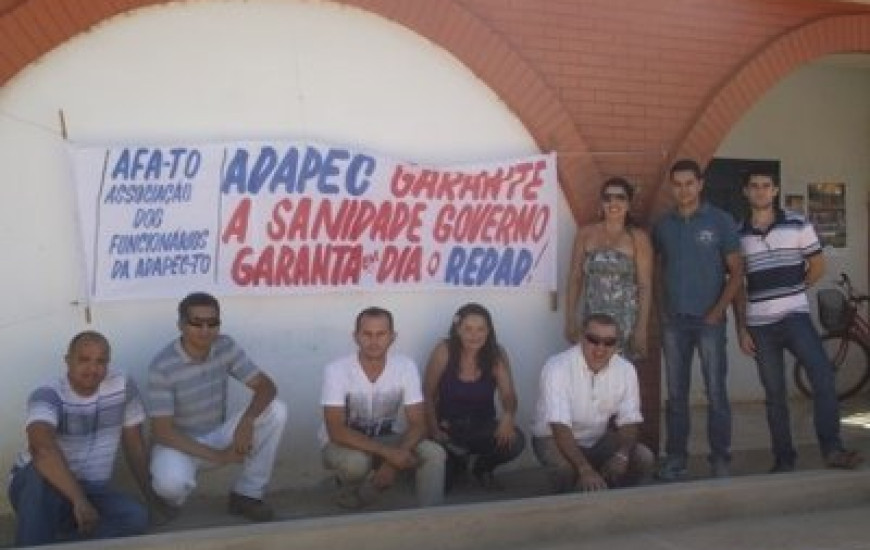 AFA-TO
ASSOCIAÇÃO
DOS
FUNCIONÁRIOS
DA ADAPEC-TO
ADAPEC GARANTE
A SANIDADE GOVERNO
GARANTA EM DIA O REDAD!